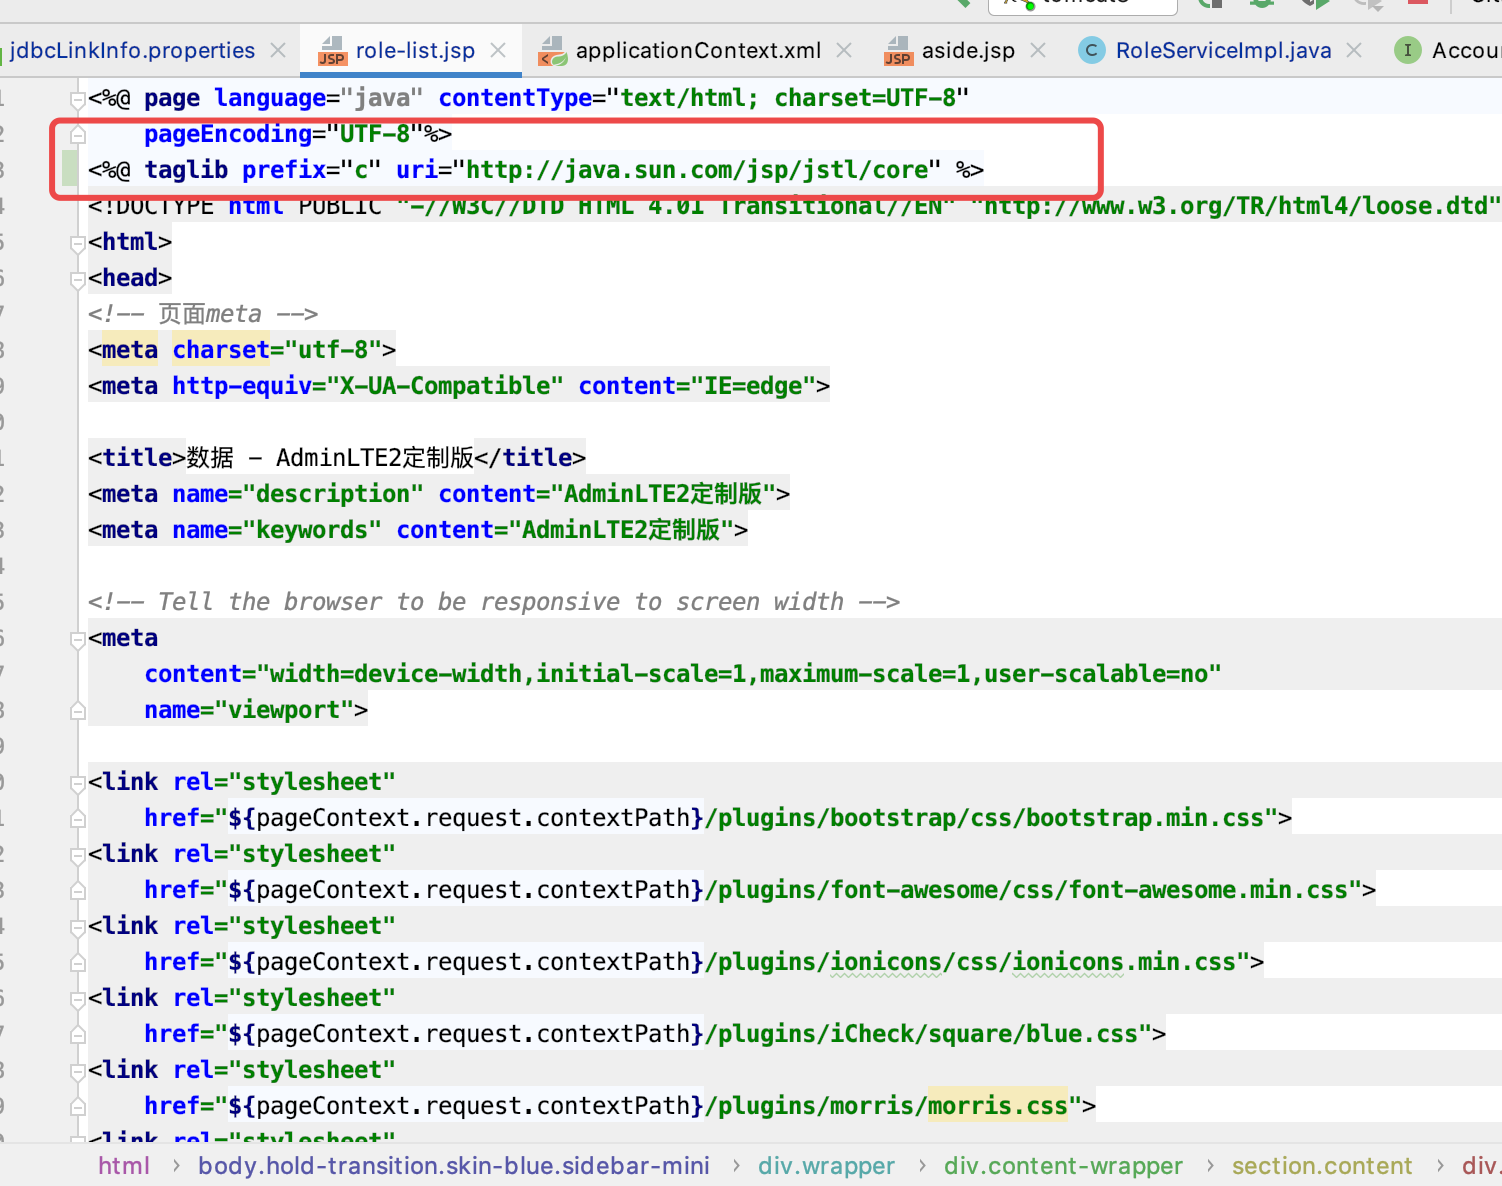 jdbcLinkInfo.properties role-list.jsp applicationContext.xml aside.jsp RoleServiceImpl.java
<%@ page language="java" contentType="text/html; charset=UTF-8"
pageEncoding="UTF-8"%>
<%@ taglib prefix="c" uri="http://java.sun.com/jsp/jstl/core" %>
<!DOCTYPE html PUBLIC "-//W3C//DTD HTML 4.01 Transitional//EN" "http://www.w3.org/TR/html4/loose.dtd"
<html>
<head>
<!-- 页面meta -->
<meta charset="utf-8">
<meta http-equiv="X-UA-Compatible" content="IE=edge">
<title>数据 - AdminLTE2定制版</title>
<meta name="description" content="AdminLTE2定制版">
<meta name="keywords" content="AdminLTE2定制版">
<!-- Tell the browser to be responsive to screen width -->
<meta
content="width=device-width,initial-scale=1,maximum-scale=1,user-scalable=no"
name="viewport">
<link rel="stylesheet"
href="${pageContext.request.contextPath}/plugins/bootstrap/css/bootstrap.min.css">
<link rel="stylesheet"
href="${pageContext.request.contextPath}/plugins/font-awesome/css/font-awesome.min.css">
<link rel="stylesheet"
href="${pageContext.request.contextPath}/plugins/ionicons/css/ionicons.min.css">
<link rel="stylesheet"
href="${pageContext.request.contextPath}/plugins/iCheck/square/blue.css">
<link rel="stylesheet"
href="${pageContext.request.contextPath}/plugins/morris/morris.css">
<link rel="stylesheet"
html › body.hold-transition.skin-blue.sidebar-mini › div.wrapper › div.content-wrapper › section.content › div.